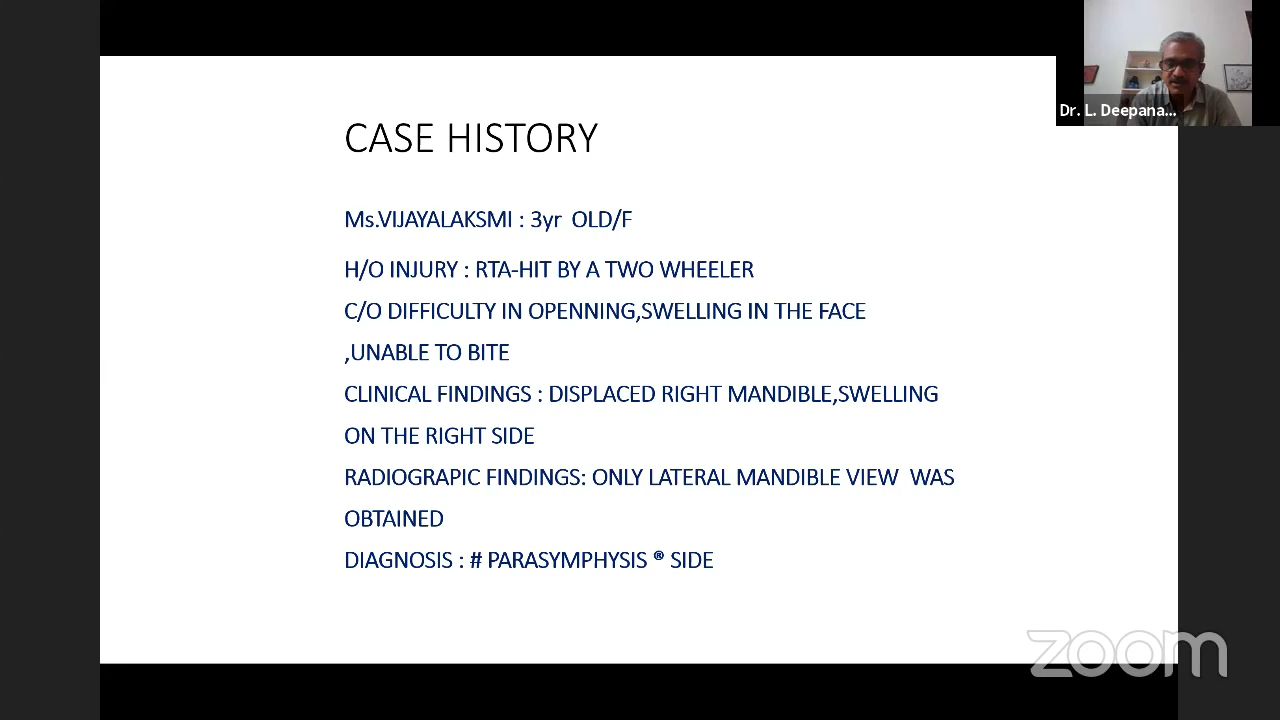 Dr. L. Deepana...
CASE HISTORY
Ms.VIJAYALAKSMI : 3yr OLD/F
H/O INJURY : RTA-HIT BY A TWO WHEELER
C/O DIFFICULTY IN OPENNING,SWELLING IN THE FACE
,UNABLE TO BITE
CLINICAL FINDINGS : DISPLACED RIGHT MANDIBLE,SWELLING
ON THE RIGHT SIDE
RADIOGRAPIC FINDINGS: ONLY LATERAL MANDIBLE VIEW WAS
OBTAINED
DIAGNOSIS : # PARASYMPHYSIS ® SIDE
zoom